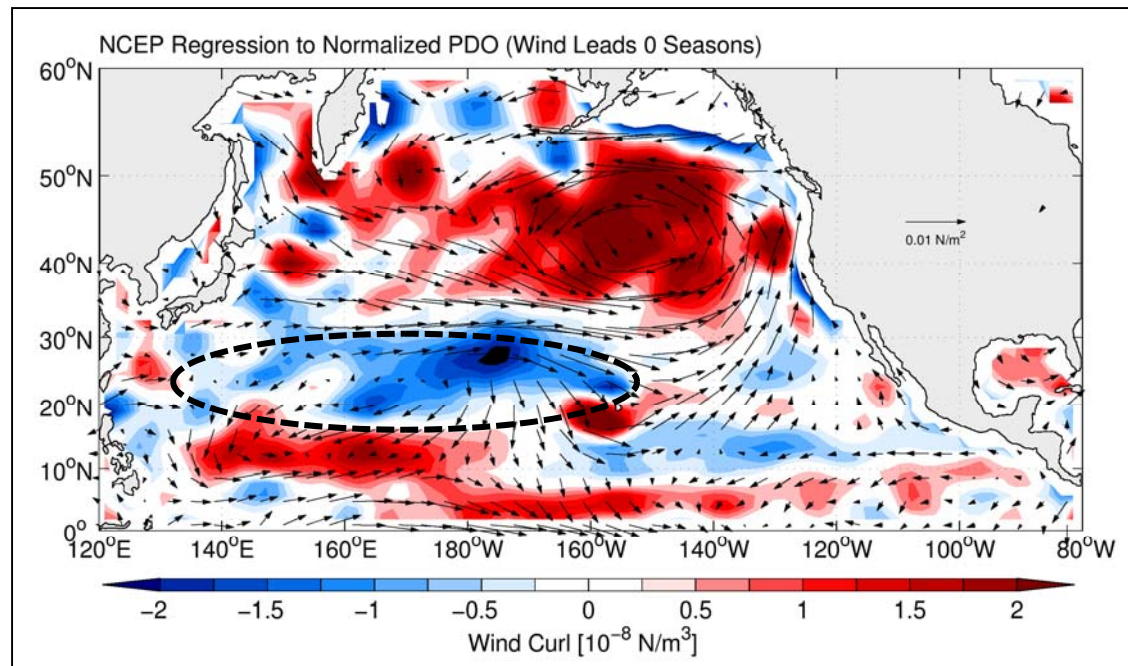 NCEP Regression to Normalized PDO (Wind Leads 0 Seasons)
60°N
50°N
40°N
30°N
20°N
10°N
0°
0.01 N/m²
120°E 140°E 160°E 180°E 160°W 140°W 120°W 100°W 80°W
−2 −1.5 −1 −0.5 0 0.5 1 1.5 2
Wind Curl [10⁻⁸ N/m³]